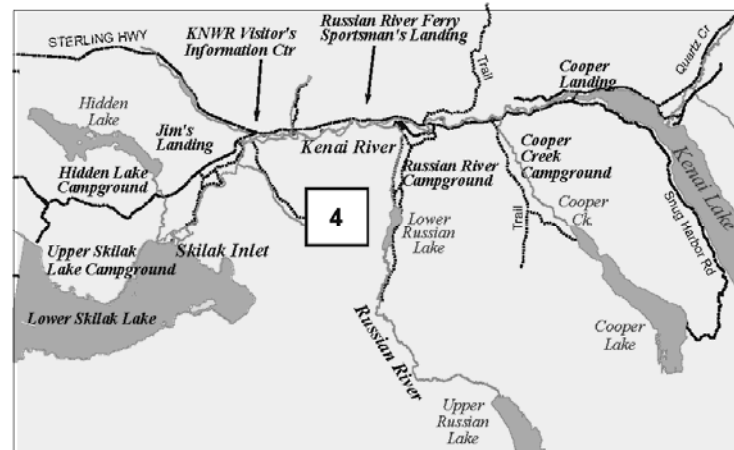 STERLING HWY
KNWR Visitor's
Information Ctr
Russian River Ferry
Sportsman's Landing
Trail
Cooper
Landing
Quartz Cr
Hidden
Lake
Jim's
Landing
Kenai River
Hidden Lake
Campground
Russian River
Campground
Cooper
Creek
Campground
Kenai Lake
4
Lower
Russian
Lake
Trail
Cooper
Ck.
Snug Harbor Rd
Upper Skilak
Lake Campground
Skilak Inlet
Lower Skilak Lake
Russian River
Cooper
Lake
Upper
Russian
Lake